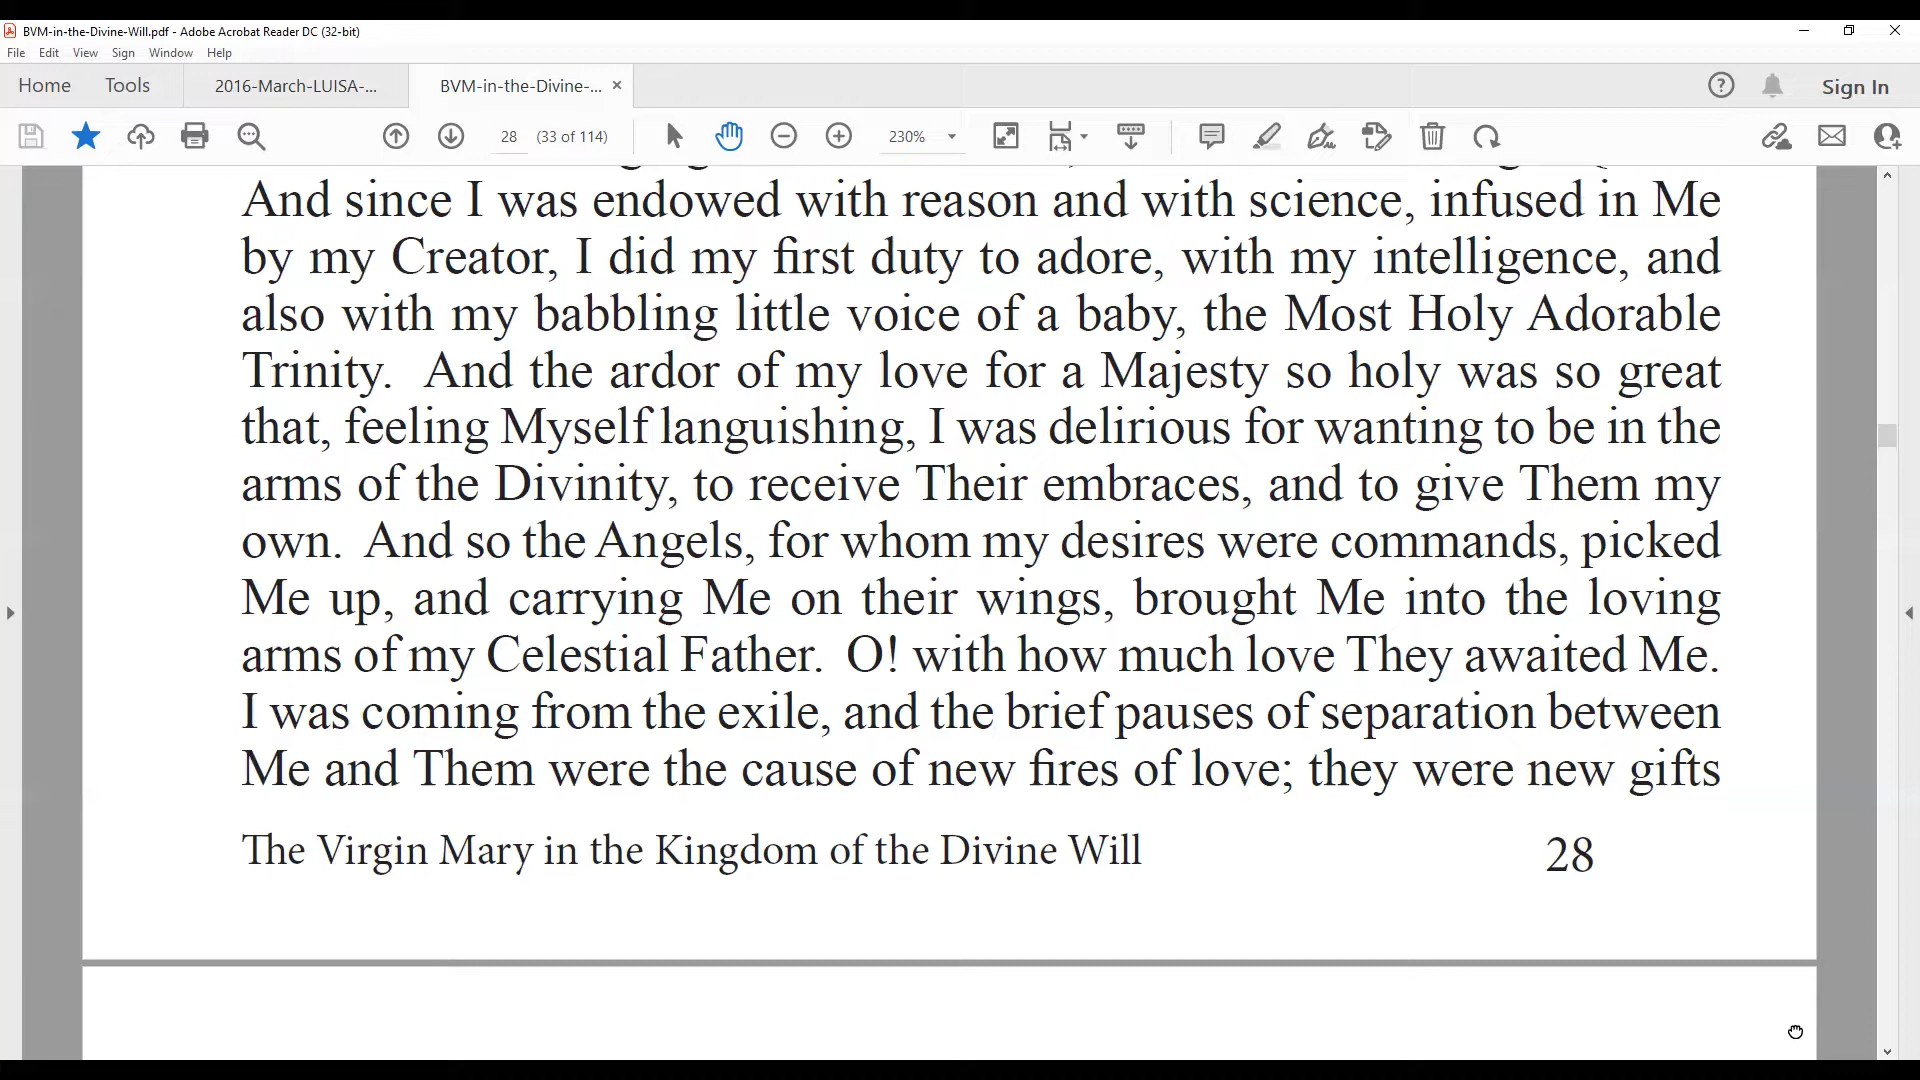 BVM-in-the-Divine-Will.pdf - Adobe Acrobat Reader DC (32-bit)
File Edit View Sign Window Help
Home Tools 2016-March-LUISA-... BVM-in-the-Divine-... × Sign In
28 (33 of 114) 230%
And since I was endowed with reason and with science, infused in Me
by my Creator, I did my first duty to adore, with my intelligence, and
also with my babbling little voice of a baby, the Most Holy Adorable
Trinity. And the ardor of my love for a Majesty so holy was so great
that, feeling Myself languishing, I was delirious for wanting to be in the
arms of the Divinity, to receive Their embraces, and to give Them my
own. And so the Angels, for whom my desires were commands, picked
Me up, and carrying Me on their wings, brought Me into the loving
arms of my Celestial Father. O! with how much love They awaited Me.
I was coming from the exile, and the brief pauses of separation between
Me and Them were the cause of new fires of love; they were new gifts
The Virgin Mary in the Kingdom of the Divine Will 28